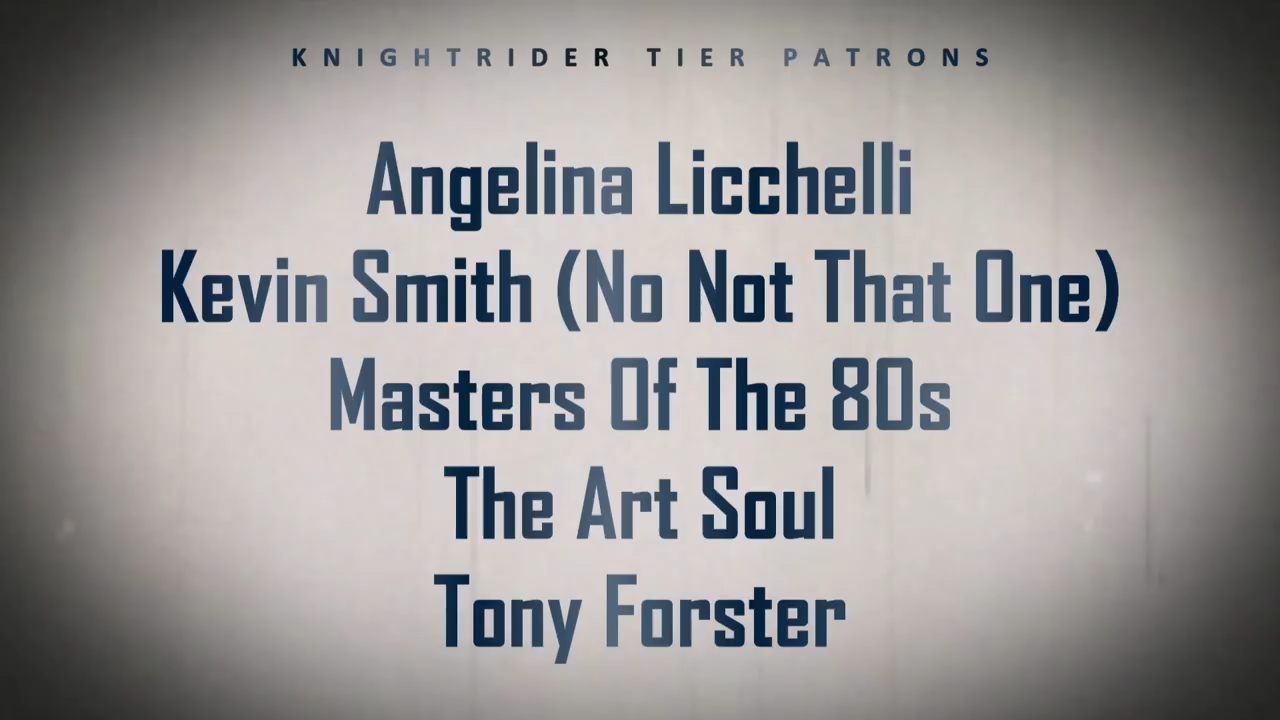 KNIGHTRIDER TIER PATRONS
Angelina Licchelli
Kevin Smith (No Not That One)
Masters Of The 80s
The Art Soul
Tony Forster